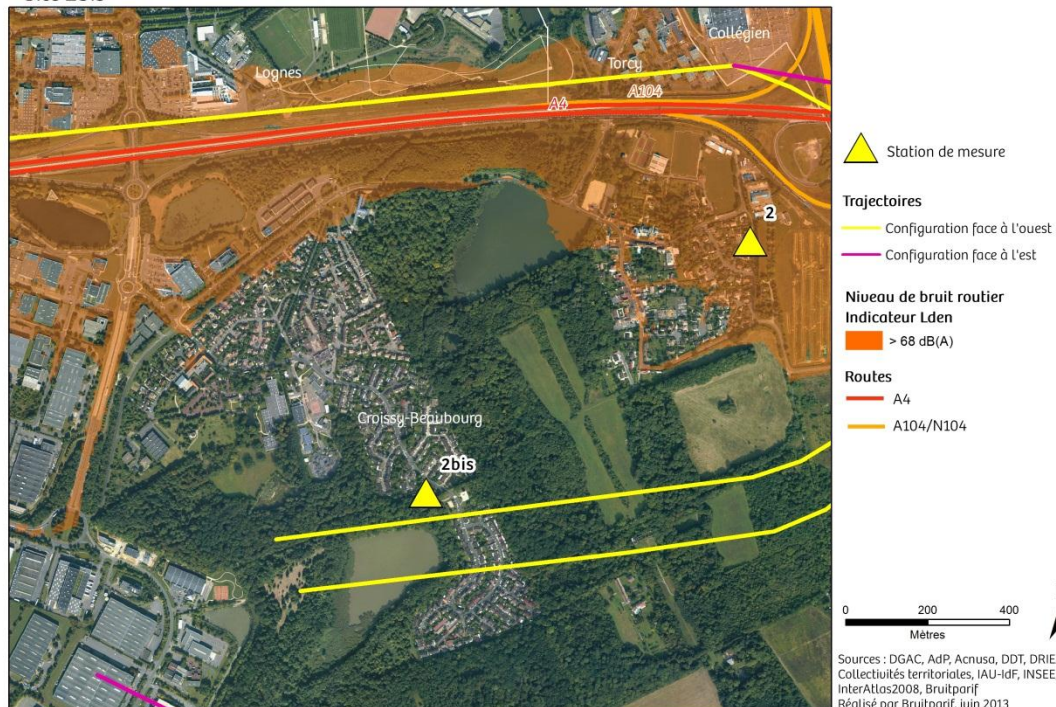 Collégien
Torcy
Lognes
A104
A4
2
Croissy-Beaubourg
2bis
Station de mesure
Trajectoires
Configuration face à l'ouest
Configuration face à l'est
Niveau de bruit routier
Indicateur Lden
> 68 dB(A)
Routes
A4
A104/N104
0 200 400
Mètres
Sources : DGAC, AdP, Acnusa, DDT, DRIE
Collectivités territoriales, IAU-IdF, INSEE
InterAtlas2008, Bruitparif
Réalisé par Bruitparif, juin 2013